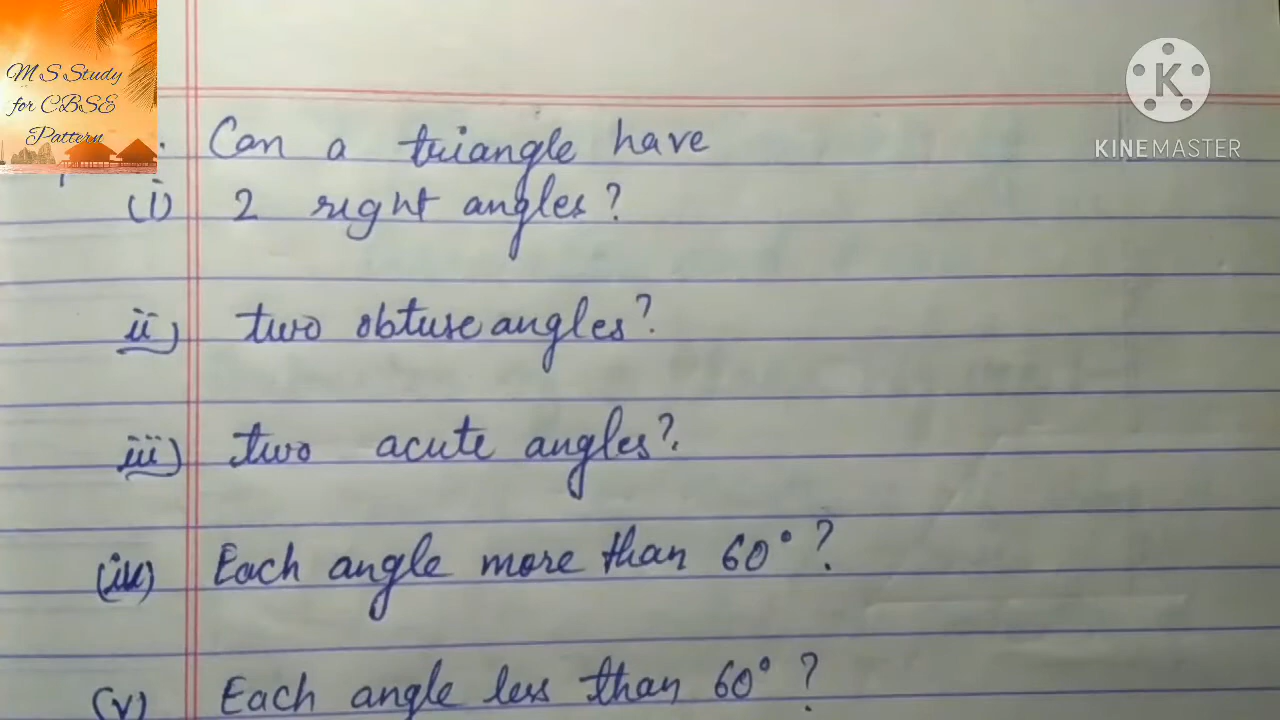 M S Study
for CBSE
Pattern
KINEMASTER
Can a triangle have
(i) 2 right angles?
ii) two obtuse angles?
iii) two acute angles?
(iv) Each angle more than 60°?
(v) Each angle less than 60°?